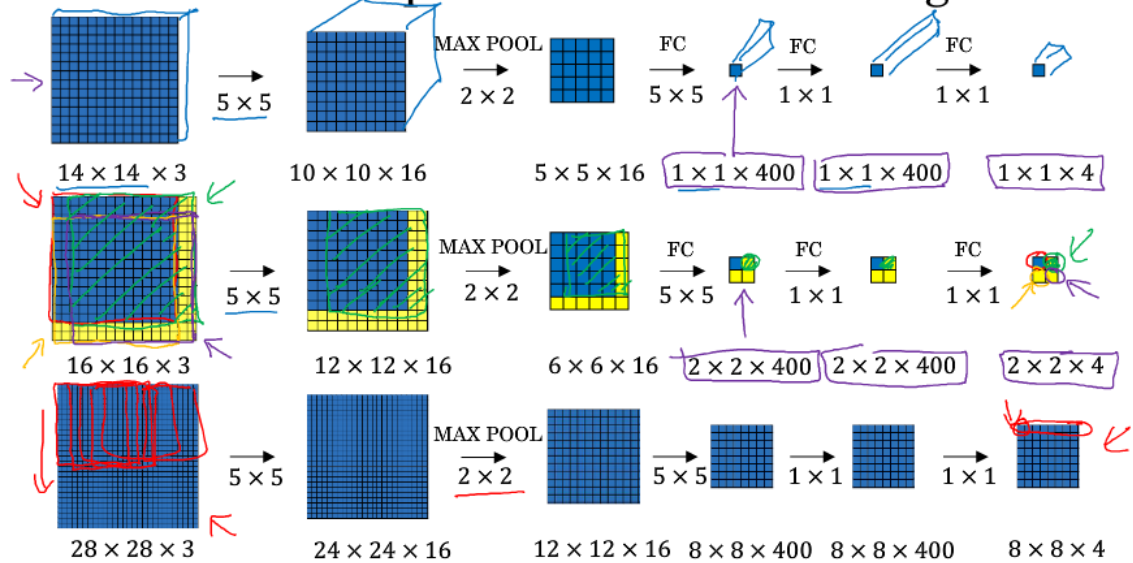 MAX POOL FC FC FC
5 × 5 2 × 2 5 × 5 1 × 1 1 × 1
14 × 14 × 3 10 × 10 × 16 5 × 5 × 16 1 × 1 × 400 1 × 1 × 400 1 × 1 × 4
MAX POOL FC FC FC
5 × 5 2 × 2 5 × 5 1 × 1 1 × 1
16 × 16 × 3 12 × 12 × 16 6 × 6 × 16 2 × 2 × 400 2 × 2 × 400 2 × 2 × 4
MAX POOL
5 × 5 2 × 2 5 × 5 1 × 1 1 × 1
28 × 28 × 3 24 × 24 × 16 12 × 12 × 16 8 × 8 × 400 8 × 8 × 400 8 × 8 × 4